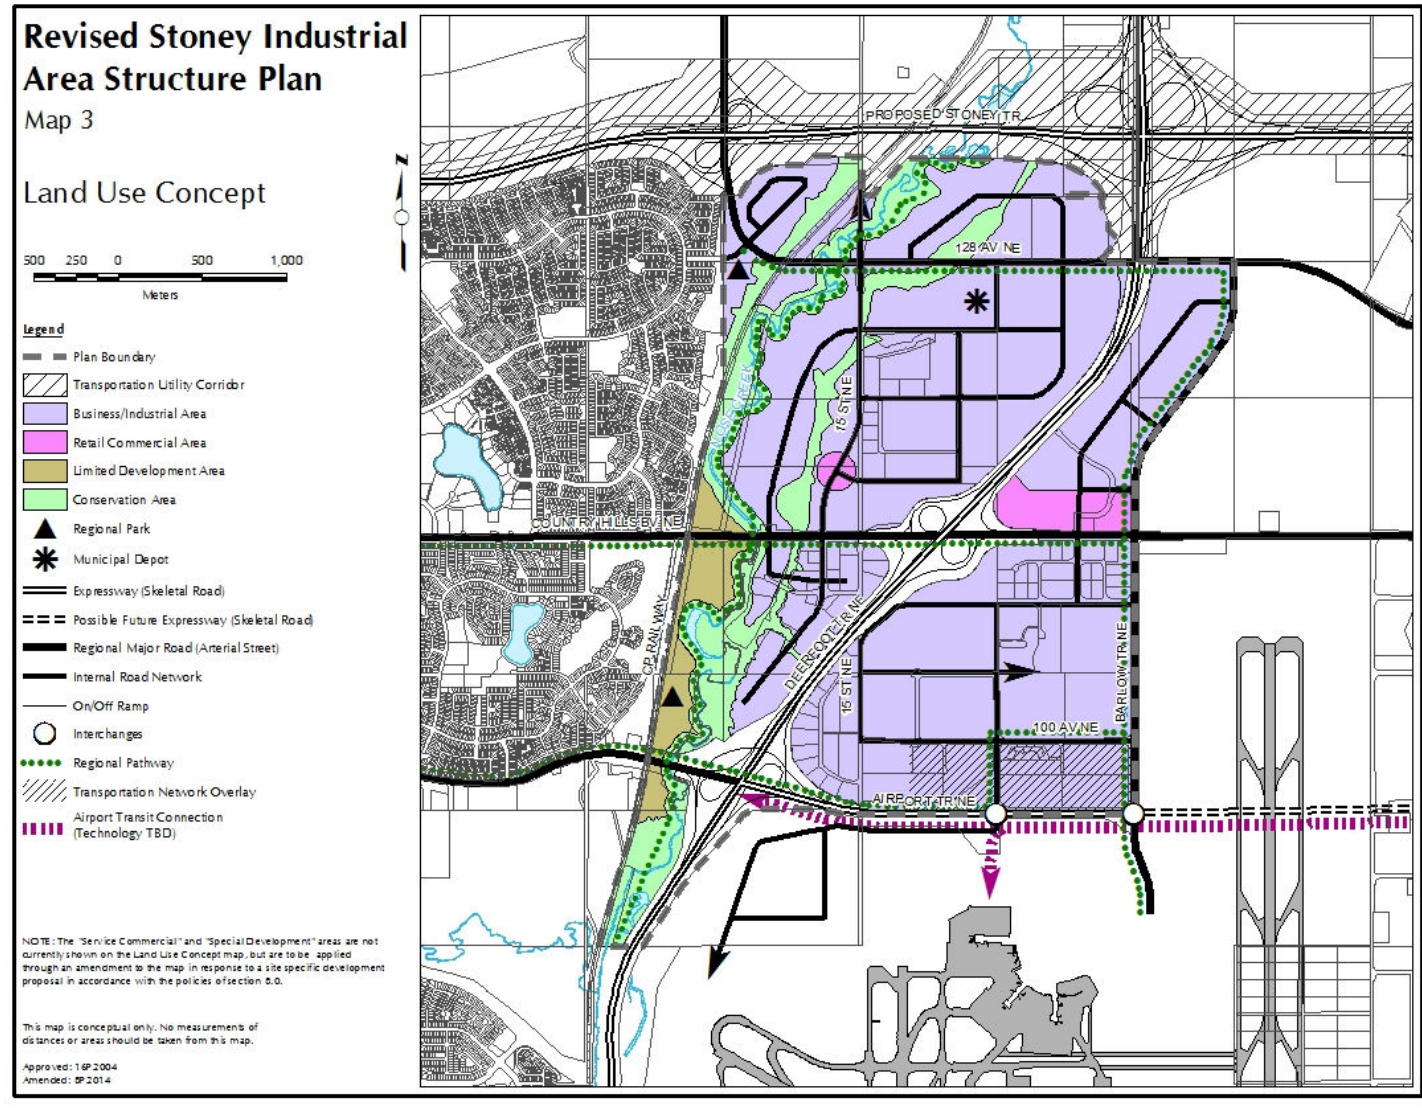 Revised Stoney Industrial
Area Structure Plan
Map 3
Land Use Concept
N
500 250 0 500 1,000
Meters
Legend
Plan Boundary
Transportation Utility Corridor
Business/Industrial Area
Retail Commercial Area
Limited Development Area
Conservation Area
Regional Park
Municipal Depot
Expressway (Skeletal Road)
Possible Future Expressway (Skeletal Road)
Regional Major Road (Arterial Street)
Internal Road Network
On/Off Ramp
Interchanges
Regional Pathway
Transportation Network Overlay
Airport Transit Connection
(Technology TBD)
NOTE: The "Service Commercial" and "Special Development" areas are not
currently shown on the Land Use Concept map, but are to be applied
through an amendment to the map in response to a site specific development
proposal in accordance with the policies of section 8.0.
This map is conceptual only. No measurements of
distances or areas should be taken from this map.
Approved: 16P2004
Amended: 8P2014
PROPOSED STONEY TR
128 AV NE
NOSE CREEK
15 ST NE
COUNTRY HILLS BV NE
CP RAILWAY
DEERFOOT TR NE
15 ST NE
BARLOW TR NE
100 AV NE
AIRPORT TR NE